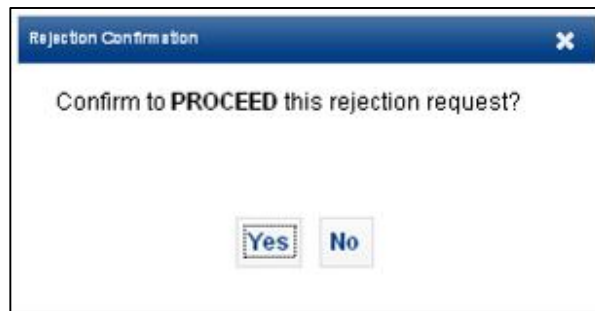 Rejection Confirmation
Confirm to PROCEED this rejection request?
Yes No